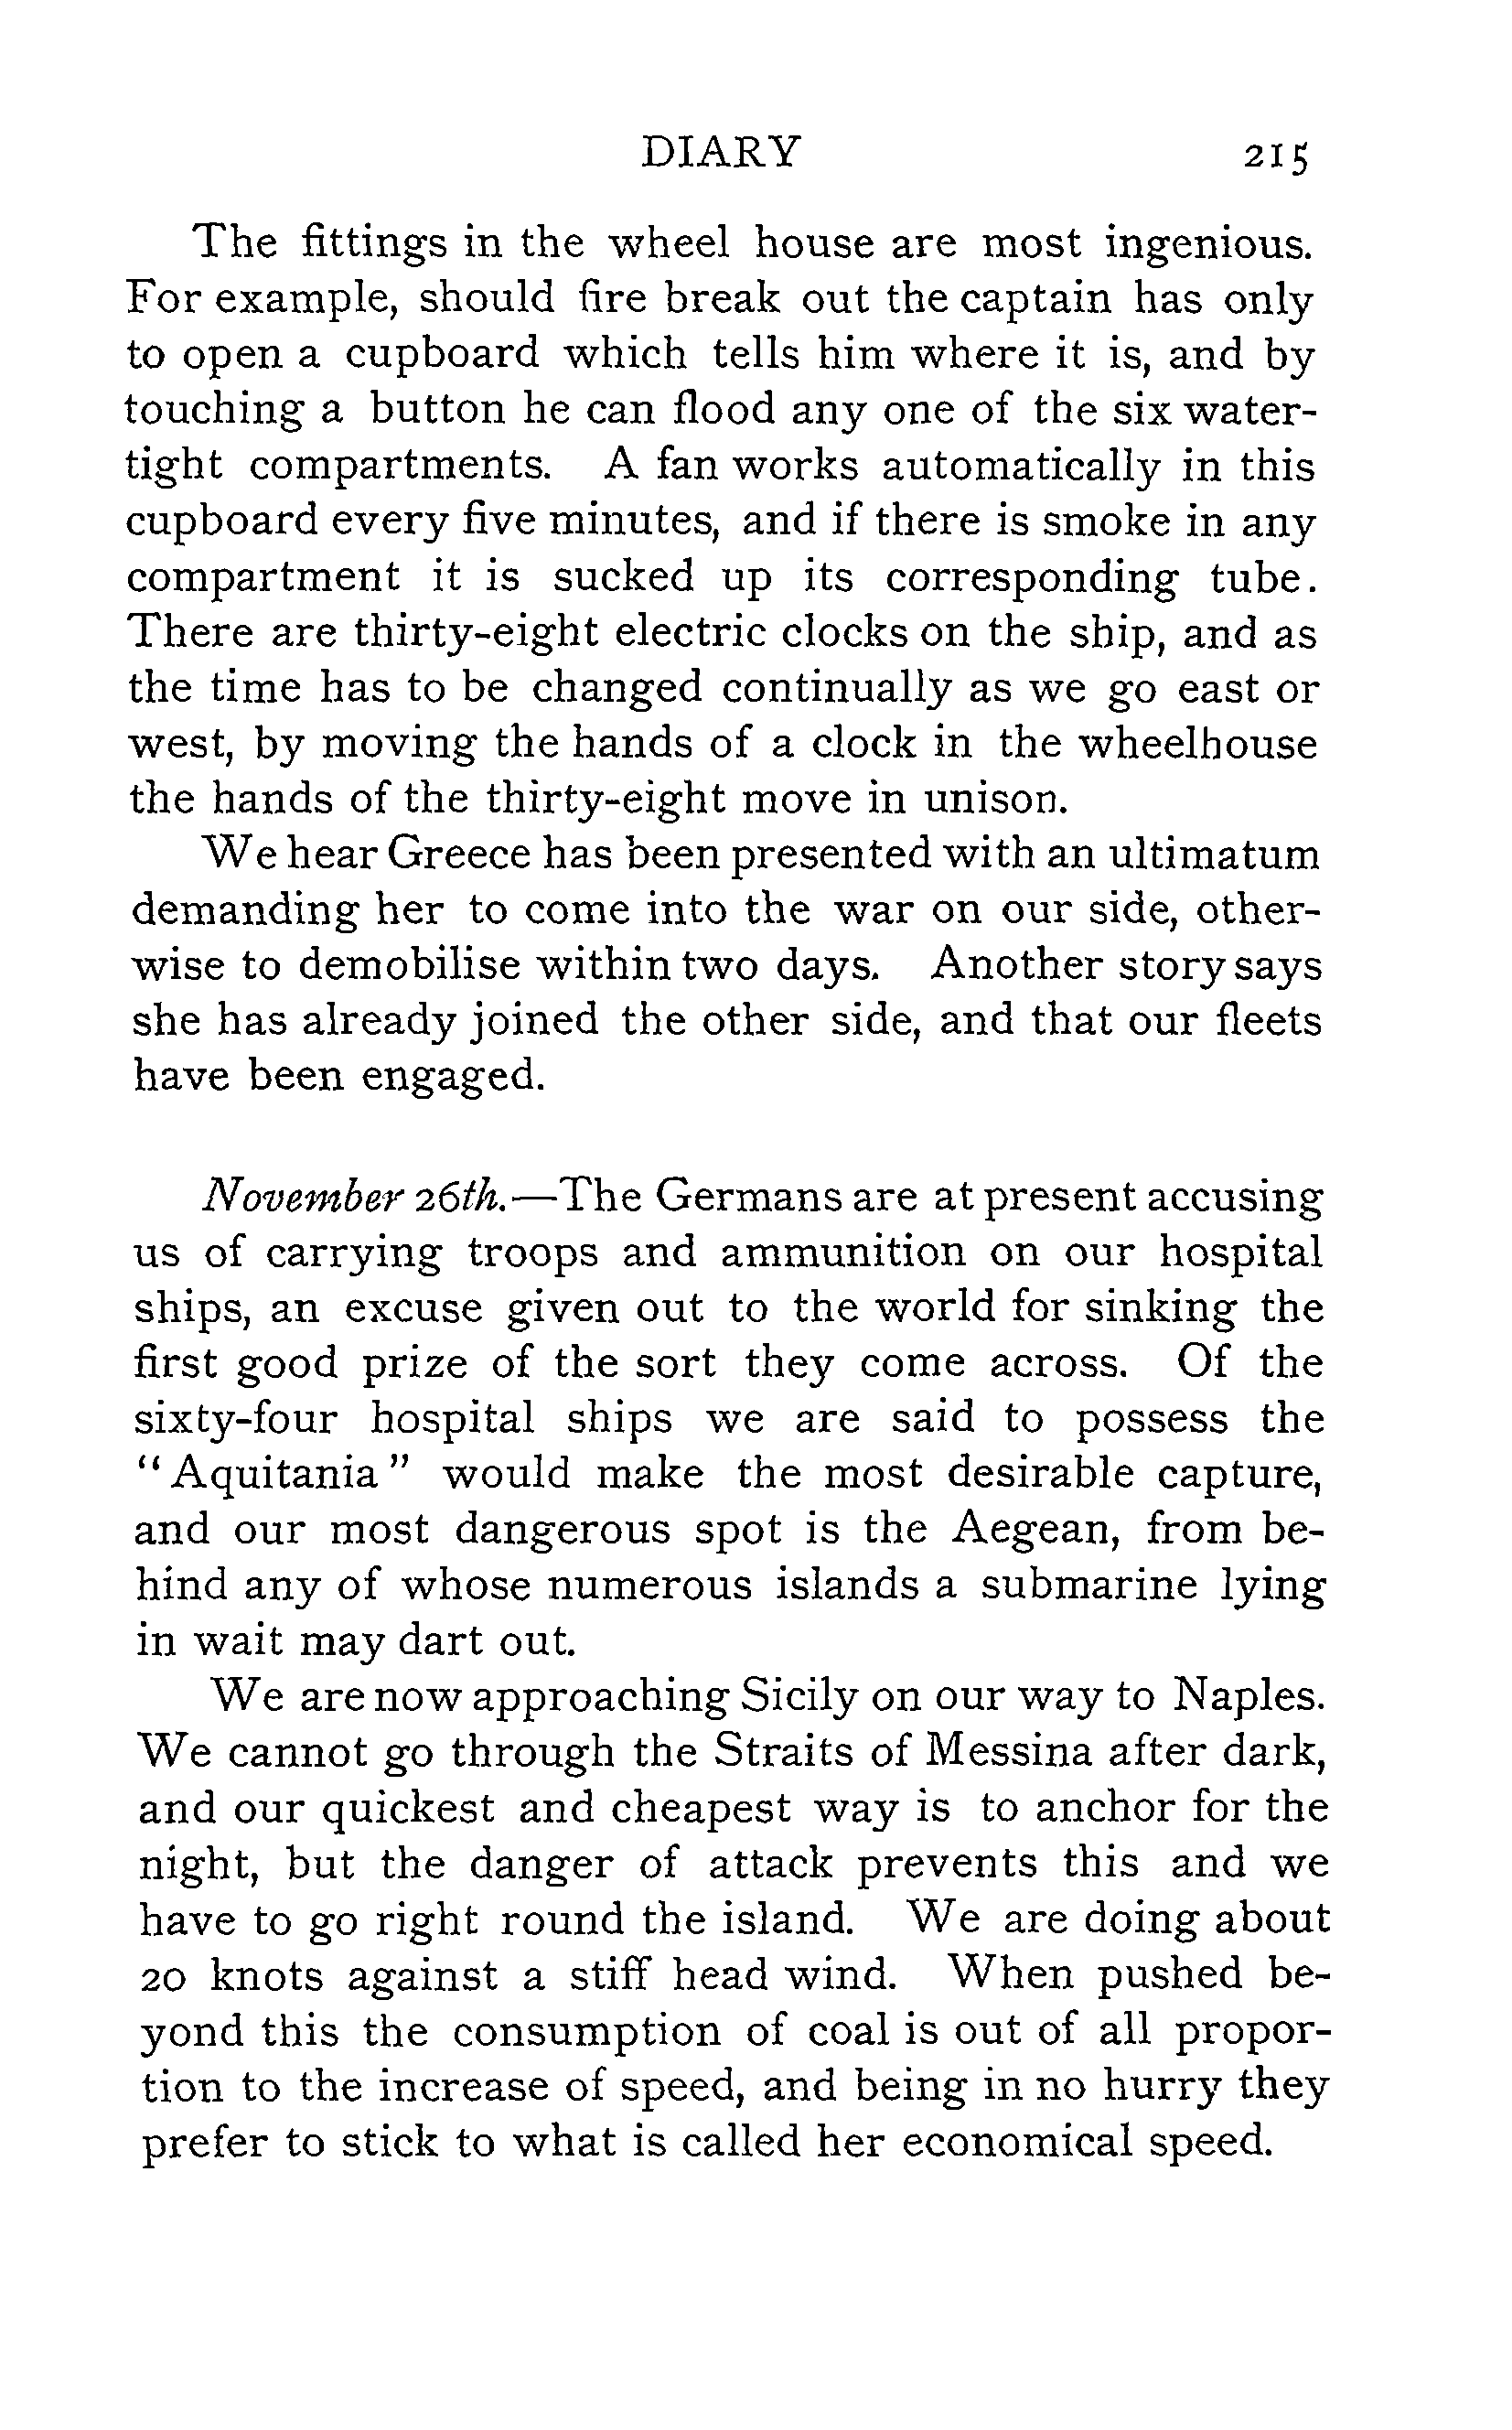 DIARY 215
The fittings in the wheel house are most ingenious.
For example, should fire break out the captain has only
to open a cupboard which tells him where it is, and by
touching a button he can flood any one of the six water-
tight compartments. A fan works automatically in this
cupboard every five minutes, and if there is smoke in any
compartment it is sucked up its corresponding tube.
There are thirty-eight electric clocks on the ship, and as
the time has to be changed continually as we go east or
west, by moving the hands of a clock in the wheelhouse
the hands of the thirty-eight move in unison.
We hear Greece has been presented with an ultimatum
demanding her to come into the war on our side, other-
wise to demobilise within two days. Another story says
she has already joined the other side, and that our fleets
have been engaged.
November 26th.—The Germans are at present accusing
us of carrying troops and ammunition on our hospital
ships, an excuse given out to the world for sinking the
first good prize of the sort they come across. Of the
sixty-four hospital ships we are said to possess the
“Aquitania” would make the most desirable capture,
and our most dangerous spot is the Aegean, from be-
hind any of whose numerous islands a submarine lying
in wait may dart out.
We are now approaching Sicily on our way to Naples.
We cannot go through the Straits of Messina after dark,
and our quickest and cheapest way is to anchor for the
night, but the danger of attack prevents this and we
have to go right round the island. We are doing about
20 knots against a stiff head wind. When pushed be-
yond this the consumption of coal is out of all propor-
tion to the increase of speed, and being in no hurry they
prefer to stick to what is called her economical speed.